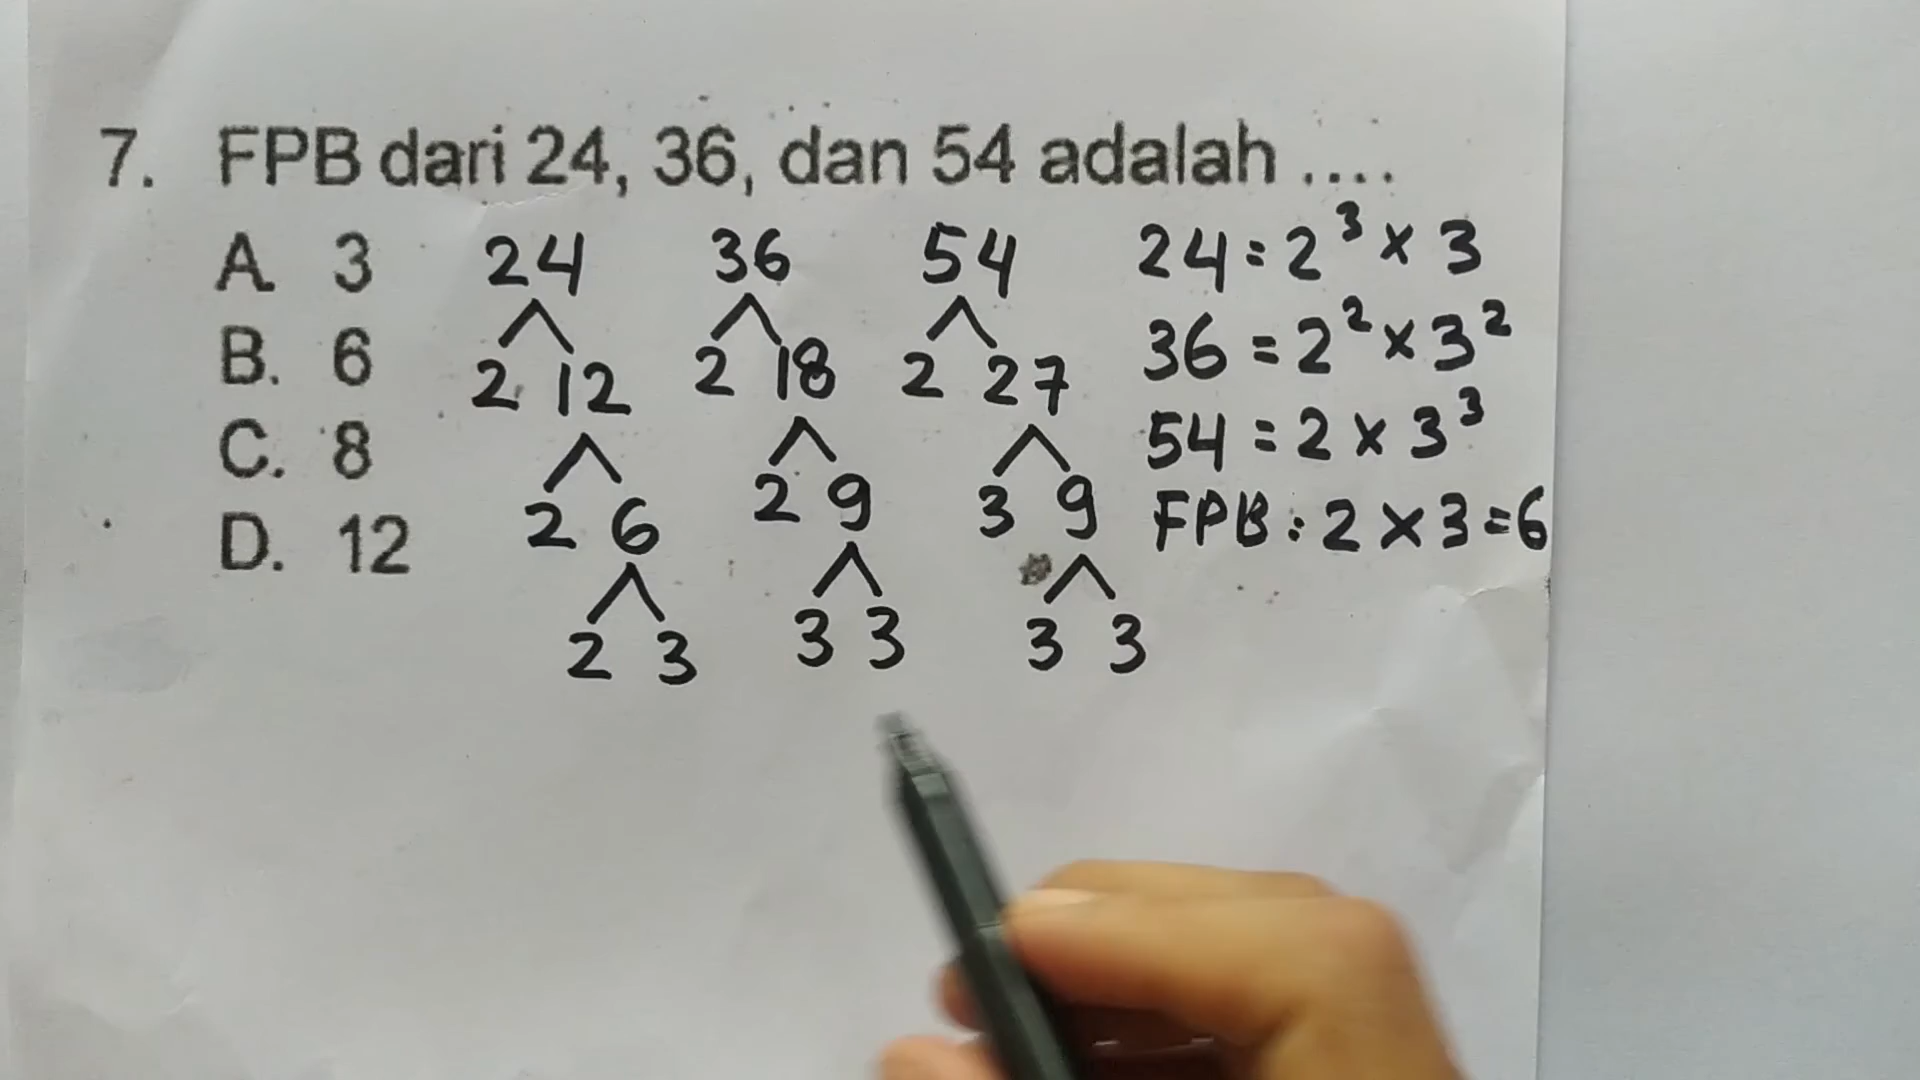 7. FPB dari 24, 36, dan 54 adalah ....
A. 3
B. 6
C. 8
D. 12
24
2 12
2 6
2 3
36
2 18
2 9
3 3
54
2 27
3 9
3 3
24 = 2³ × 3
36 = 2² × 3²
54 = 2 × 3³
FPB : 2 × 3 = 6